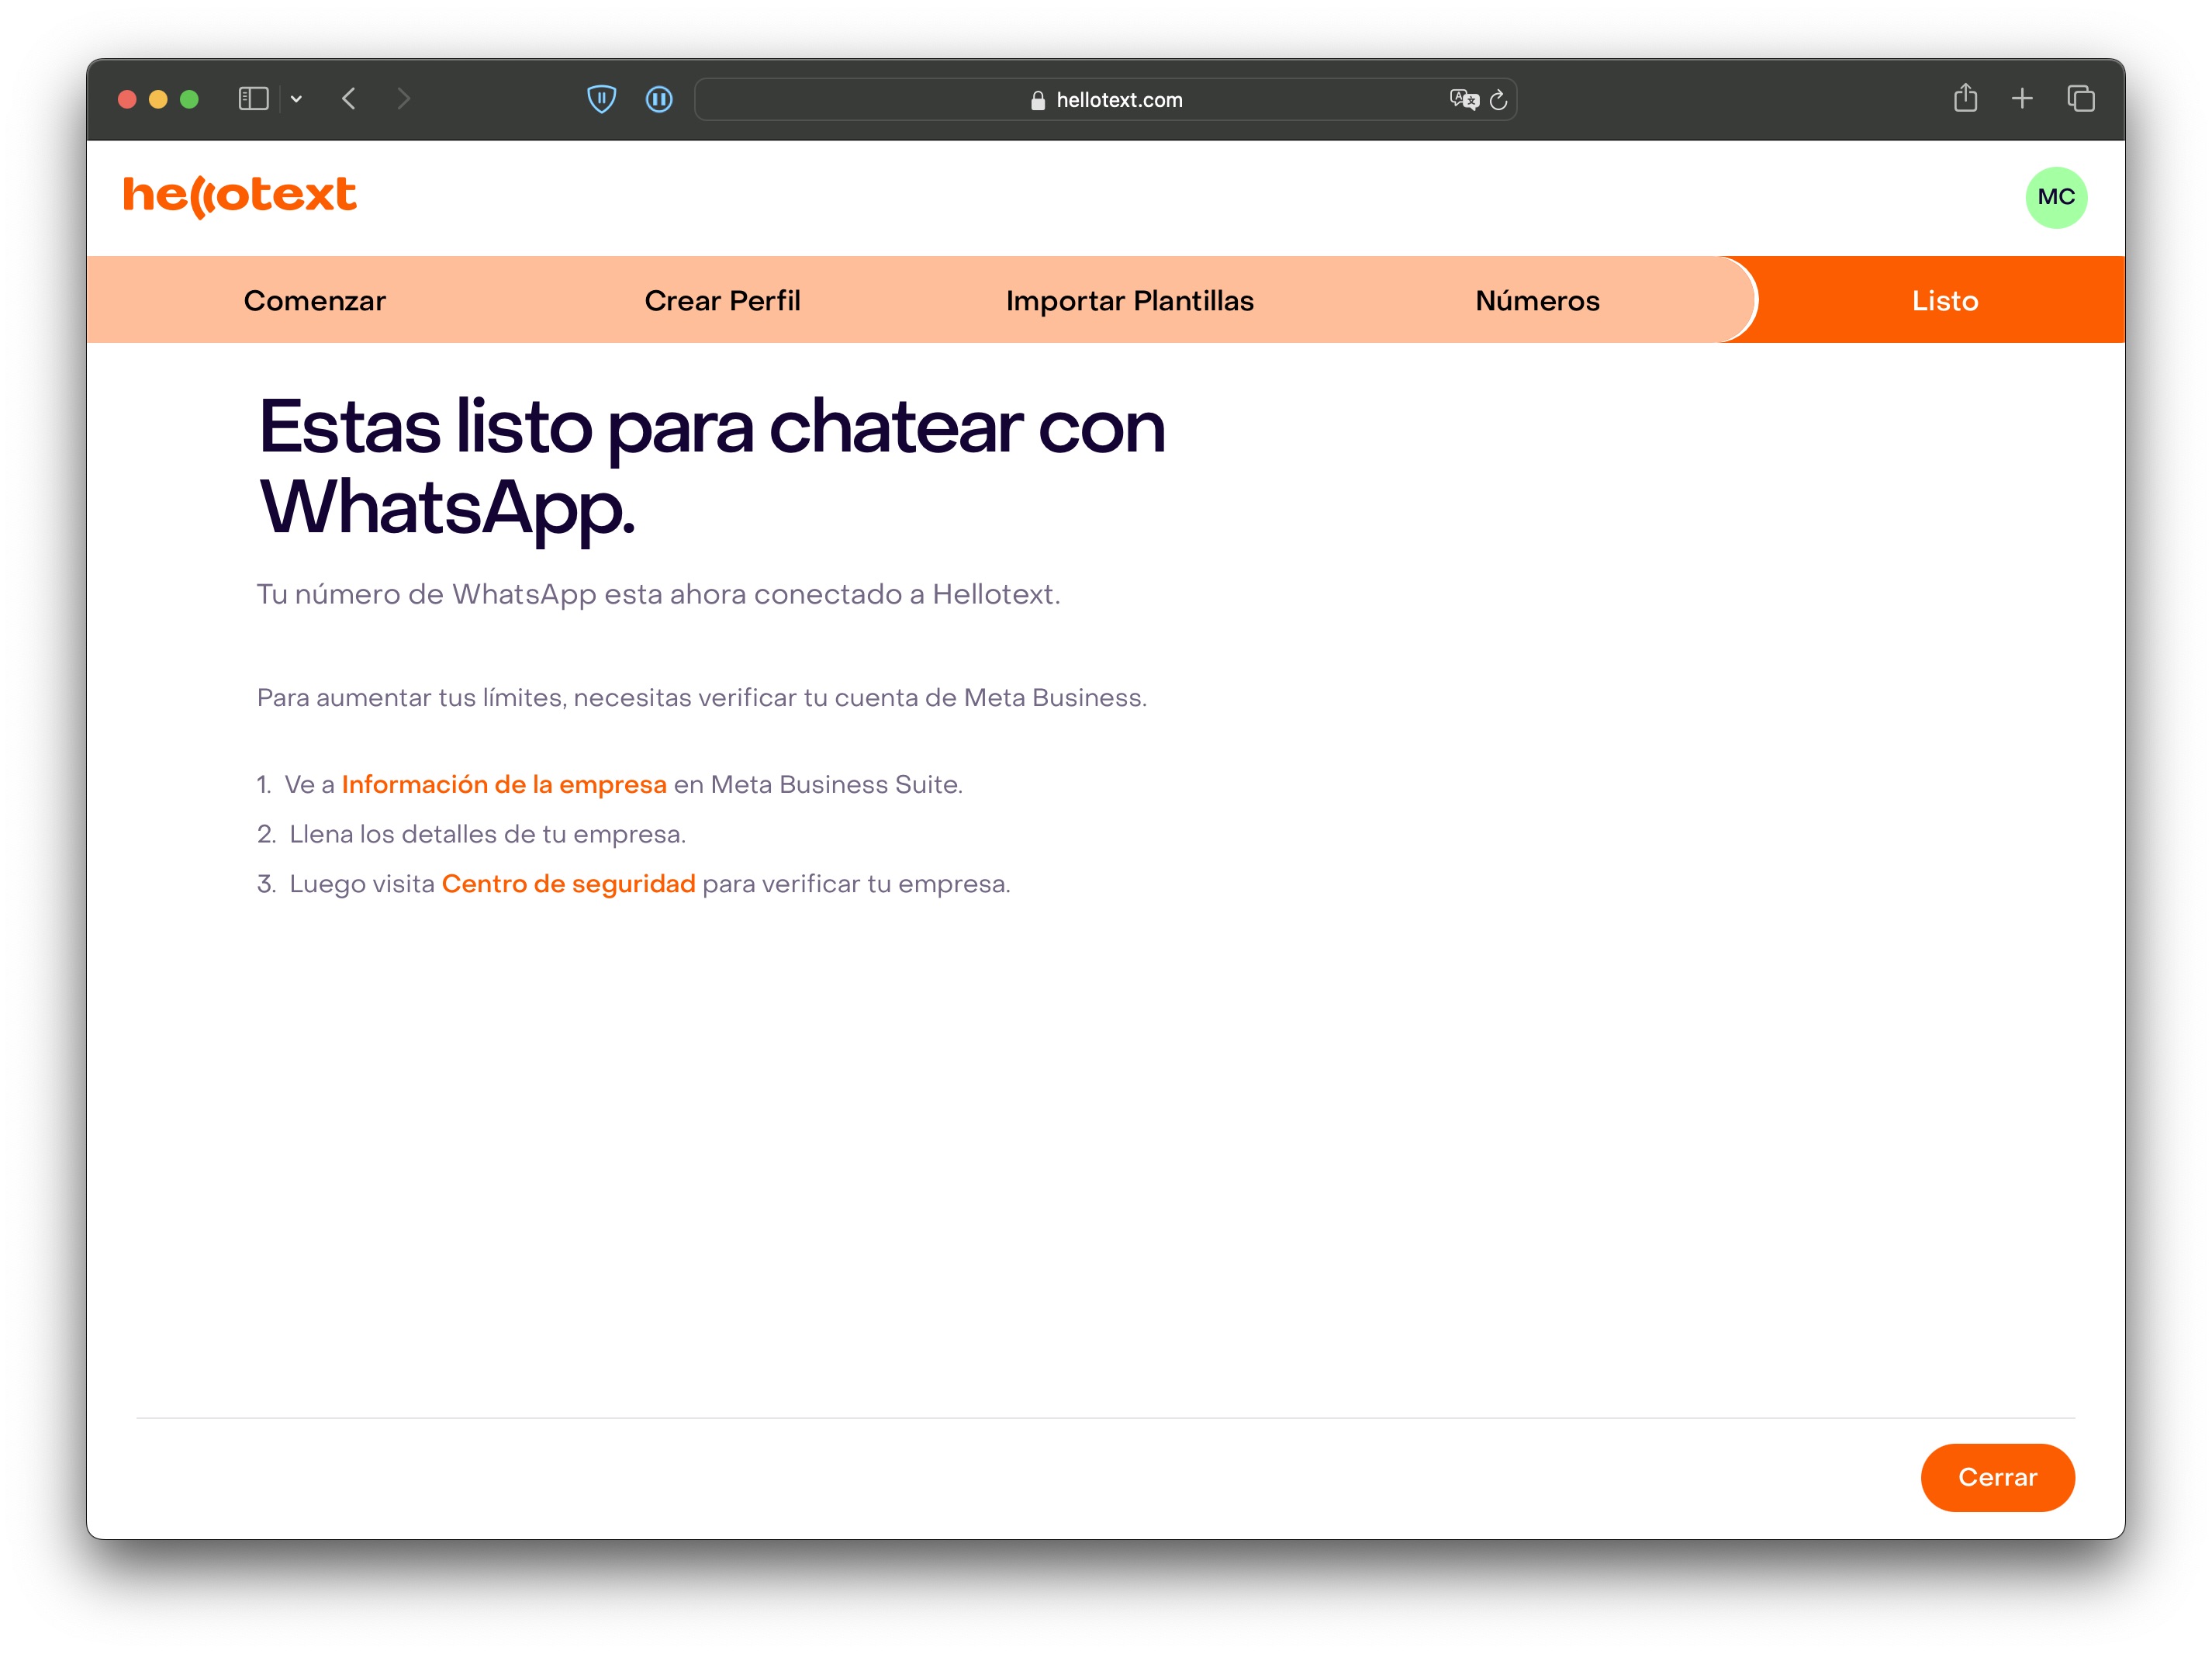 hellotext.com
hellotext
MC
Comenzar
Crear Perfil
Importar Plantillas
Números
Listo
Estas listo para chatear con
WhatsApp.
Tu número de WhatsApp esta ahora conectado a Hellotext.
Para aumentar tus límites, necesitas verificar tu cuenta de Meta Business.
1. Ve a Información de la empresa en Meta Business Suite.
2. Llena los detalles de tu empresa.
3. Luego visita Centro de seguridad para verificar tu empresa.
Cerrar